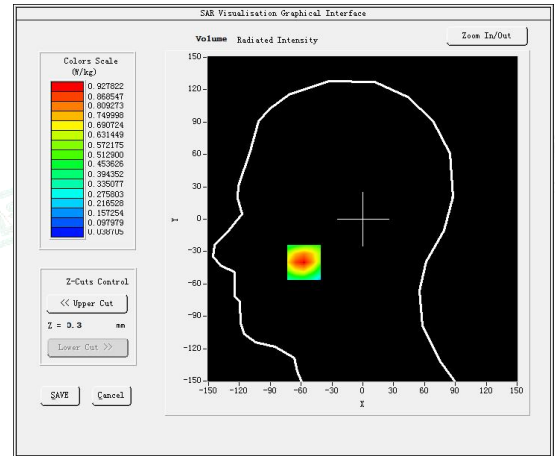 SAR Visualisation Graphical Interface
Volume Radiated Intensity
Zoom In/Out
Colors Scale
(W/kg)
0.927822
0.868547
0.809273
0.749998
0.690724
0.631449
0.572175
0.512900
0.453626
0.394352
0.335077
0.275803
0.216528
0.157254
0.097979
0.038705
Z-Cuts Control
<< Upper Cut
Z = 0.3 mm
Lower Cut >>
SAVE
Cancel
150
120
90
60
30
0
-30
-60
-90
-120
-150
Y
-150 -120 -90 -60 -30 0 30 60 90 120 150
X